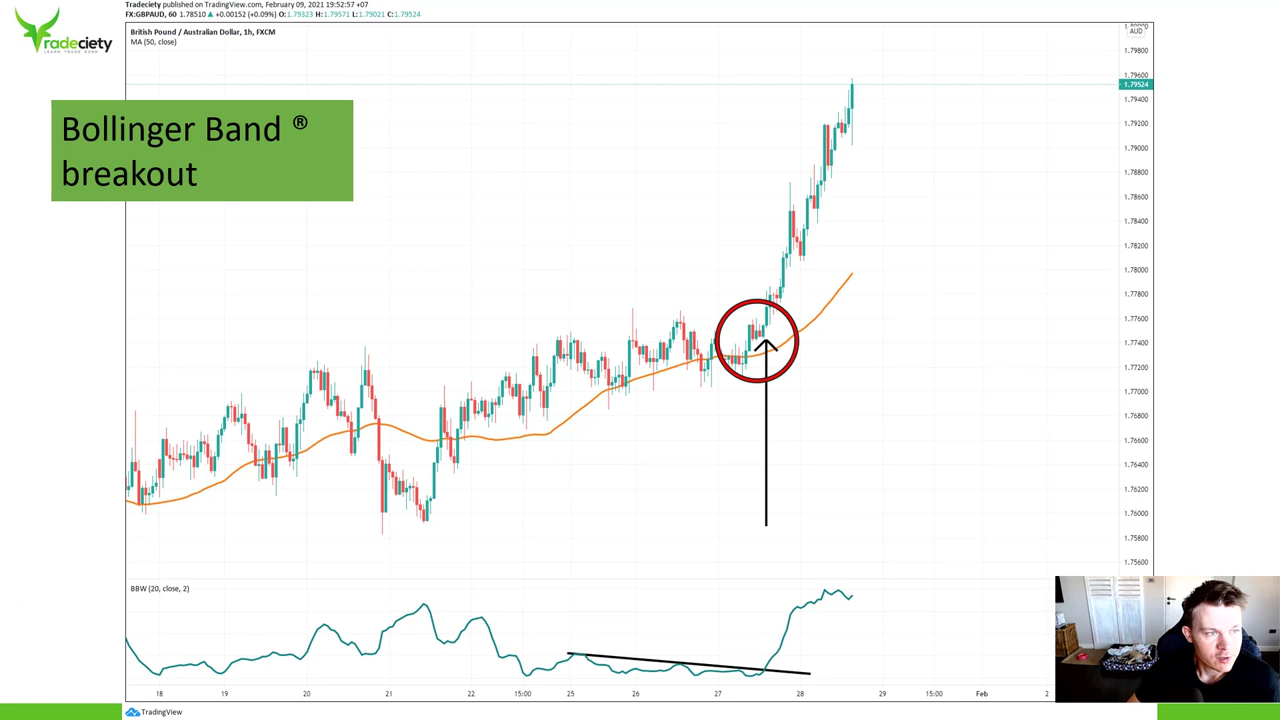 Tradeciety
LEARN TRADE EARN
Tradeciety published on TradingView.com, February 09, 2021 19:52:57 +07
FX:GBPAUD, 60 1.78510 ▲ +0.00152 (+0.09%) O:1.79323 H:1.79571 L:1.79021 C:1.79524
British Pound / Australian Dollar, 1h, FXCM
MA (50, close)
Bollinger Band ®
breakout
AUD
1.79800
1.79600
1.79524
1.79400
1.79200
1.79000
1.78800
1.78600
1.78400
1.78200
1.78000
1.77800
1.77600
1.77400
1.77200
1.77000
1.76800
1.76600
1.76400
1.76200
1.76000
1.75800
1.75600
BBW (20, close, 2)
18 19 20 21 22 15:00 25 26 27 28 29 15:00 Feb 2
TradingView